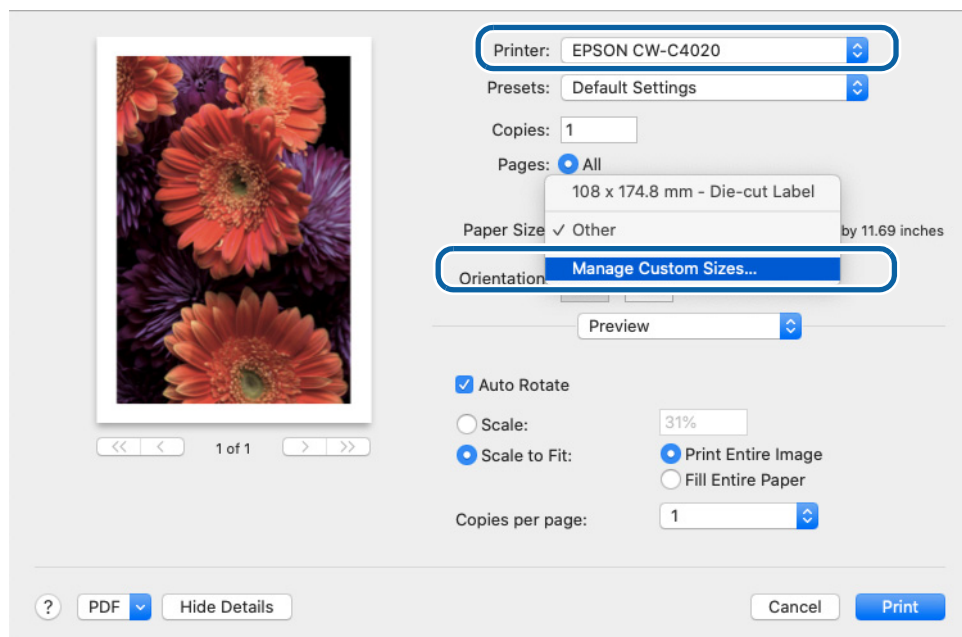 Printer: EPSON CW-C4020
Presets: Default Settings
Copies: 1
Pages: All
108 x 174.8 mm - Die-cut Label
Paper Size ✓ Other by 11.69 inches
Manage Custom Sizes...
Orientation
Preview
Auto Rotate
Scale: 31%
<< < 1 of 1 > >>
Scale to Fit: Print Entire Image
Fill Entire Paper
Copies per page: 1
? PDF Hide Details Cancel Print